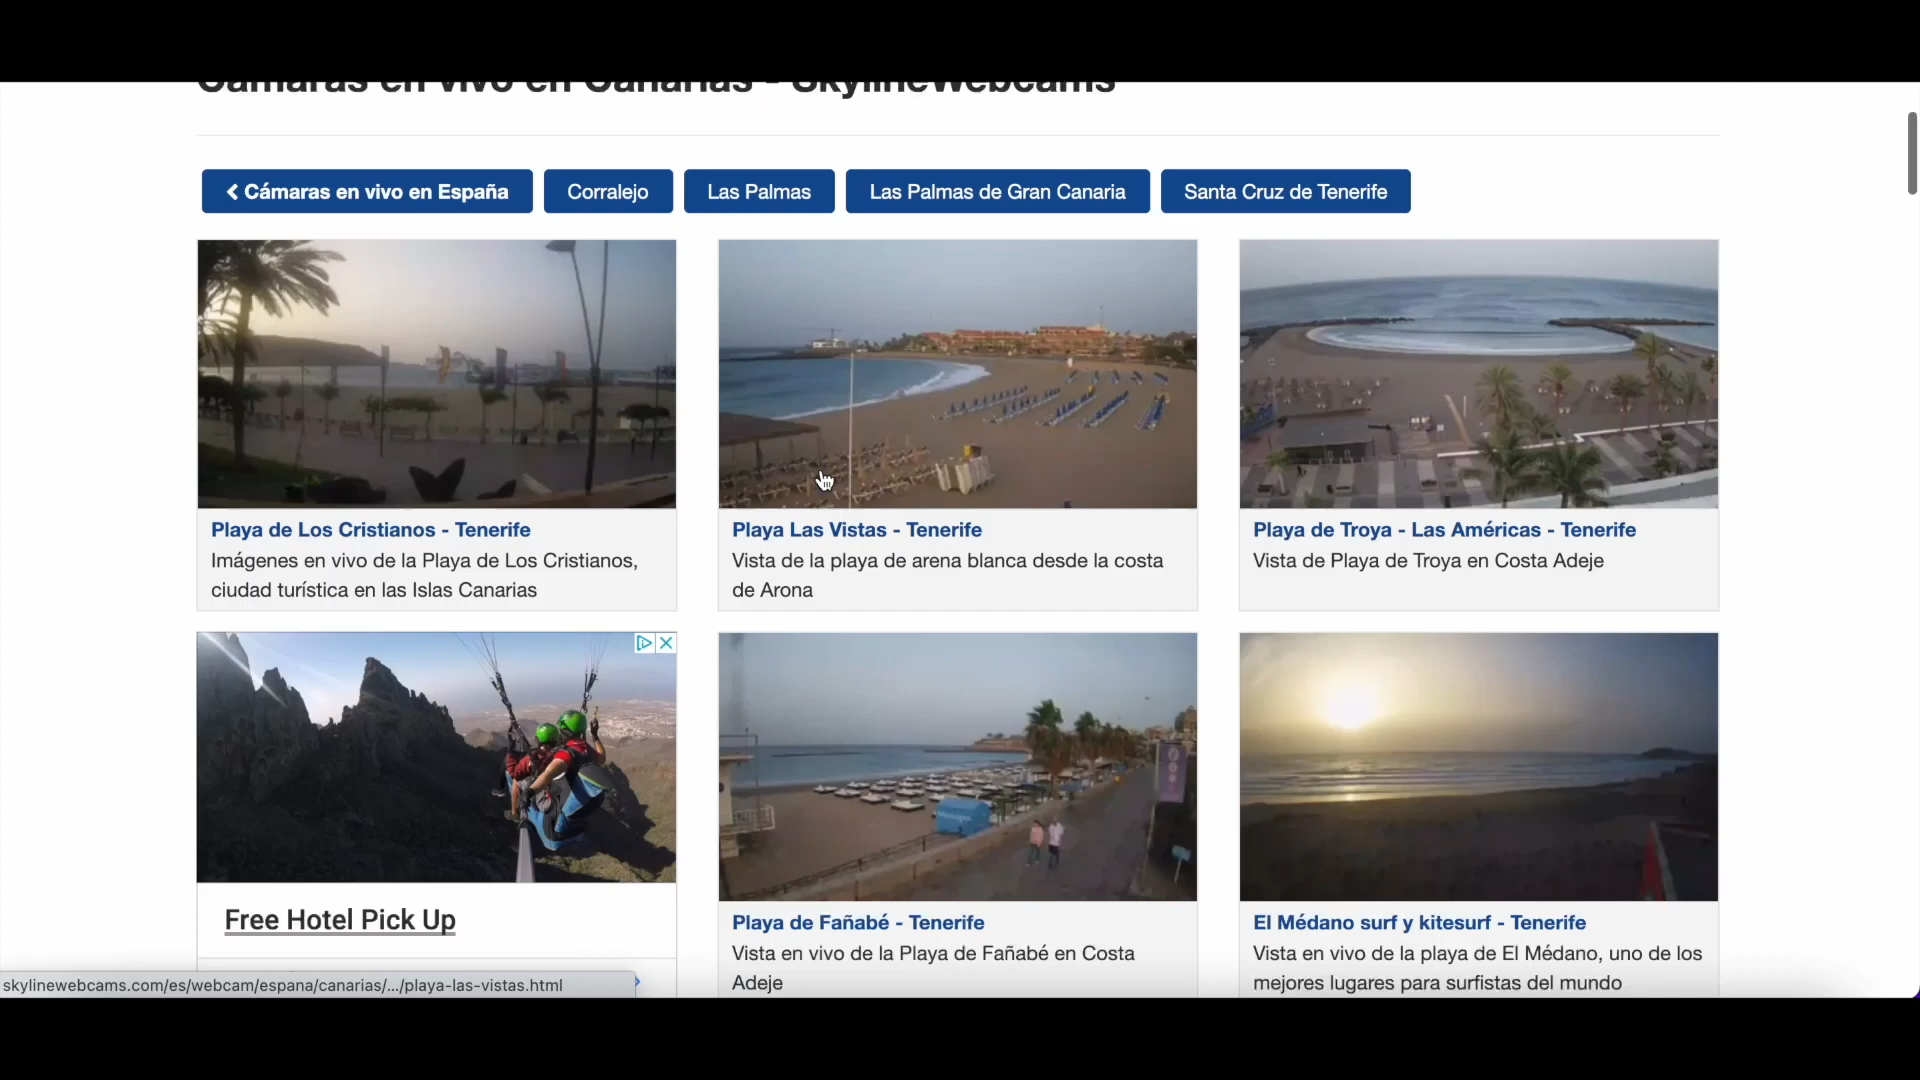 Cámaras en vivo en Canarias - SkylineWebcams
Cámaras en vivo en España
Corralejo
Las Palmas
Las Palmas de Gran Canaria
Santa Cruz de Tenerife
Playa de Los Cristianos - Tenerife
Imágenes en vivo de la Playa de Los Cristianos,
ciudad turística en las Islas Canarias
Playa Las Vistas - Tenerife
Vista de la playa de arena blanca desde la costa
de Arona
Playa de Troya - Las Américas - Tenerife
Vista de Playa de Troya en Costa Adeje
Free Hotel Pick Up
Playa de Fañabé - Tenerife
Vista en vivo de la Playa de Fañabé en Costa
Adeje
El Médano surf y kitesurf - Tenerife
Vista en vivo de la playa de El Médano, uno de los
mejores lugares para surfistas del mundo
skylinewebcams.com/es/webcam/espana/canarias/.../playa-las-vistas.html